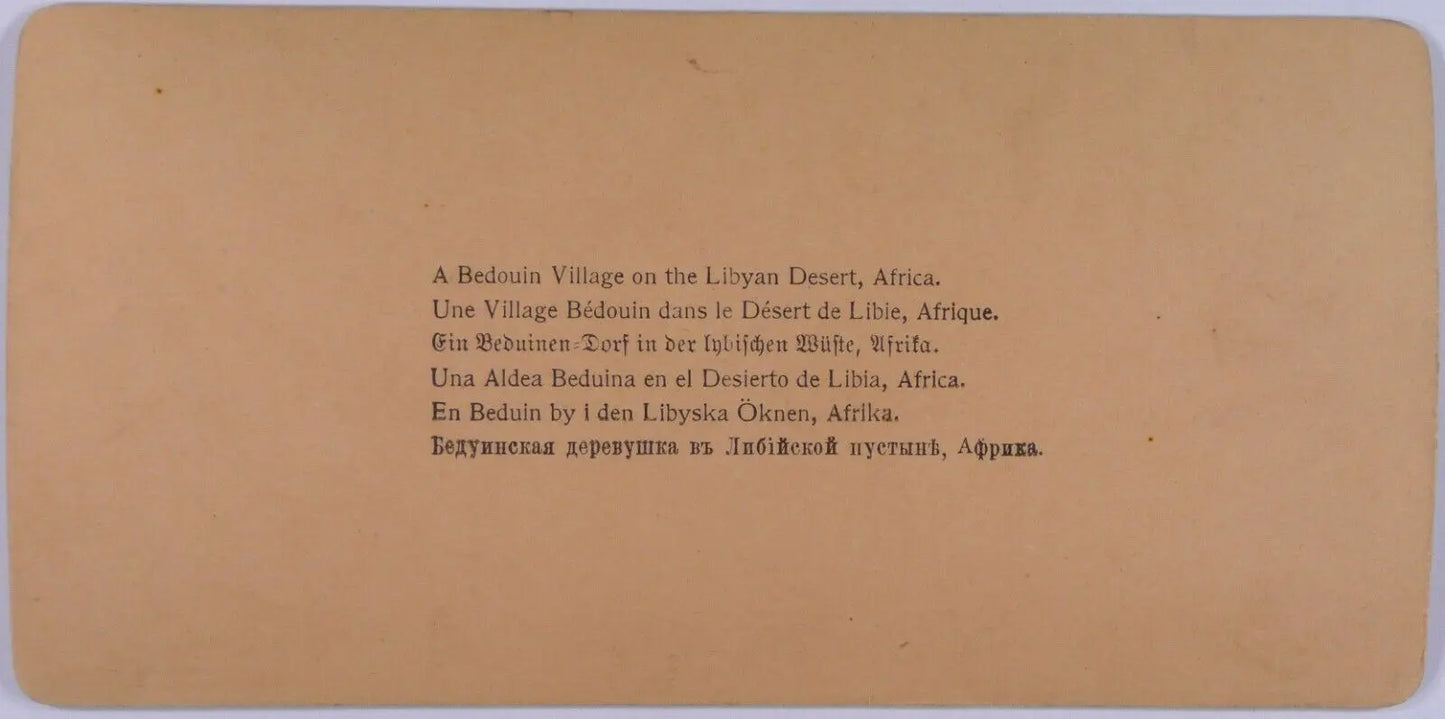 A Bedouin Village on the Libyan Desert, Africa.
Une Village Bédouin dans le Désert de Libie, Afrique.
Ein Beduinen-Dorf in der lybischen Wüste, Afrika.
Una Aldea Beduina en el Desierto de Libia, Africa.
En Beduin by i den Libyska Öknen, Afrika.
Бедуинская деревушка въ Либійской пустынѣ, Африка.